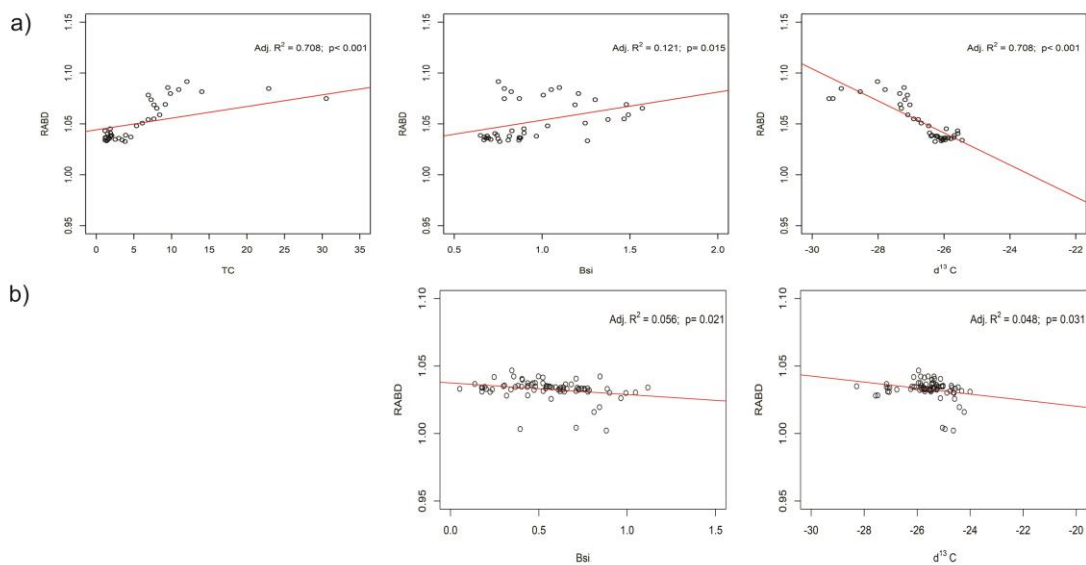 a)
Adj. R² = 0.708; p< 0.001
RABD
1.15
1.10
1.05
1.00
0.95
0 5 10 15 20 25 30 35
TC
Adj. R² = 0.121; p = 0.015
RABD
1.15
1.10
1.05
1.00
0.95
0.5 1.0 1.5 2.0
Bsi
Adj. R² = 0.708; p< 0.001
RABD
1.15
1.10
1.05
1.00
0.95
-30 -28 -26 -24 -22
d¹³ C
b)
Adj. R² = 0.056; p= 0.021
RABD
1.10
1.05
1.00
0.95
0.0 0.5 1.0 1.5
Bsi
Adj. R² = 0.048; p= 0.031
RABD
1.10
1.05
1.00
0.95
-30 -28 -26 -24 -22 -20
d¹³ C